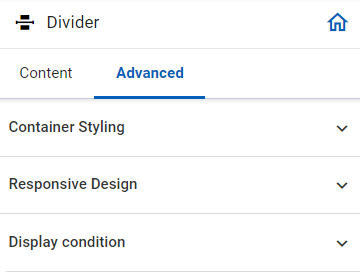 Divider
Content Advanced
Container Styling
Responsive Design
Display condition